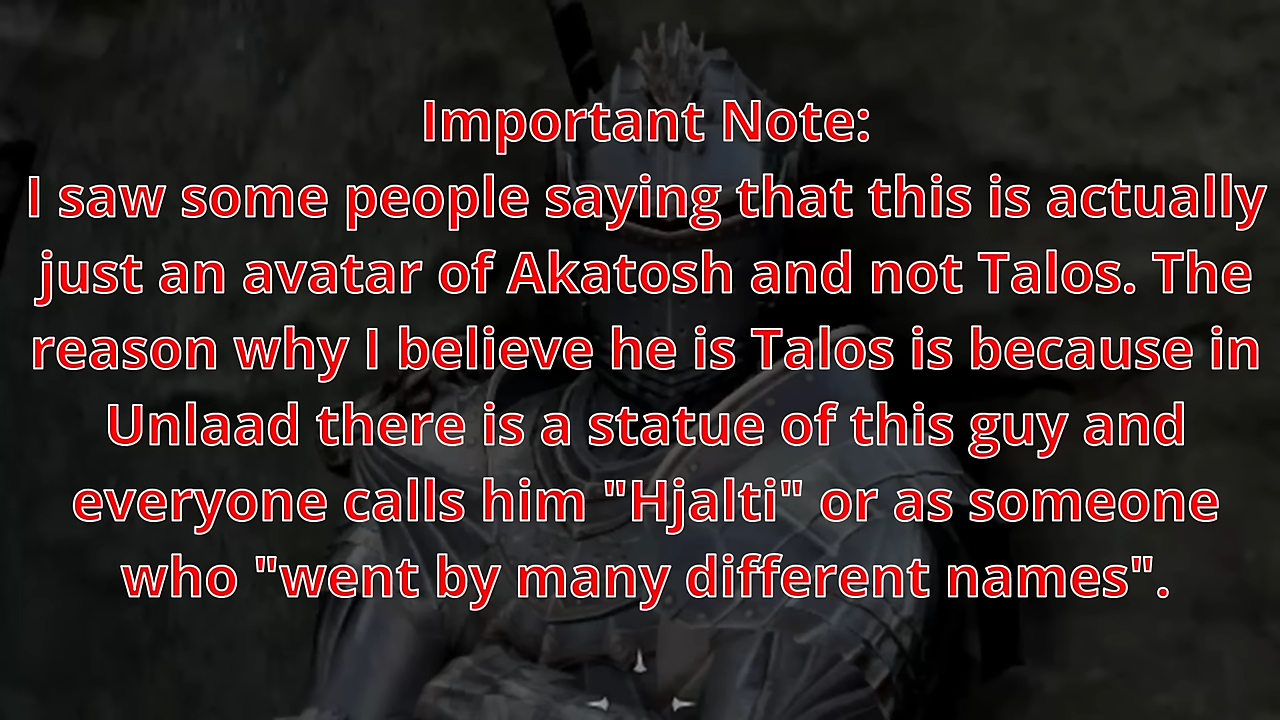 Important Note:
I saw some people saying that this is actually
just an avatar of Akatosh and not Talos. The
reason why I believe he is Talos is because in
Unlaad there is a statue of this guy and
everyone calls him "Hjalti" or as someone
who "went by many different names".